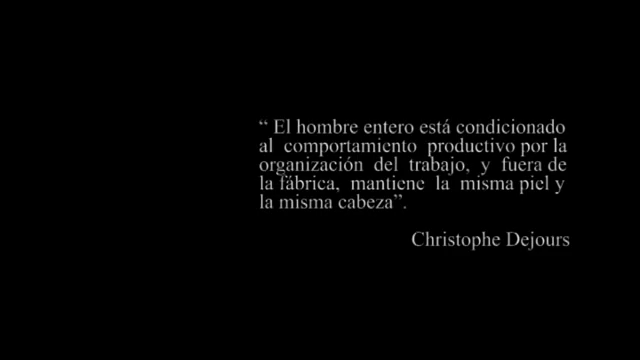 “ El hombre entero está condicionado
al comportamiento productivo por la
organización del trabajo, y fuera de
la fábrica, mantiene la misma piel y
la misma cabeza”.
Christophe Dejours